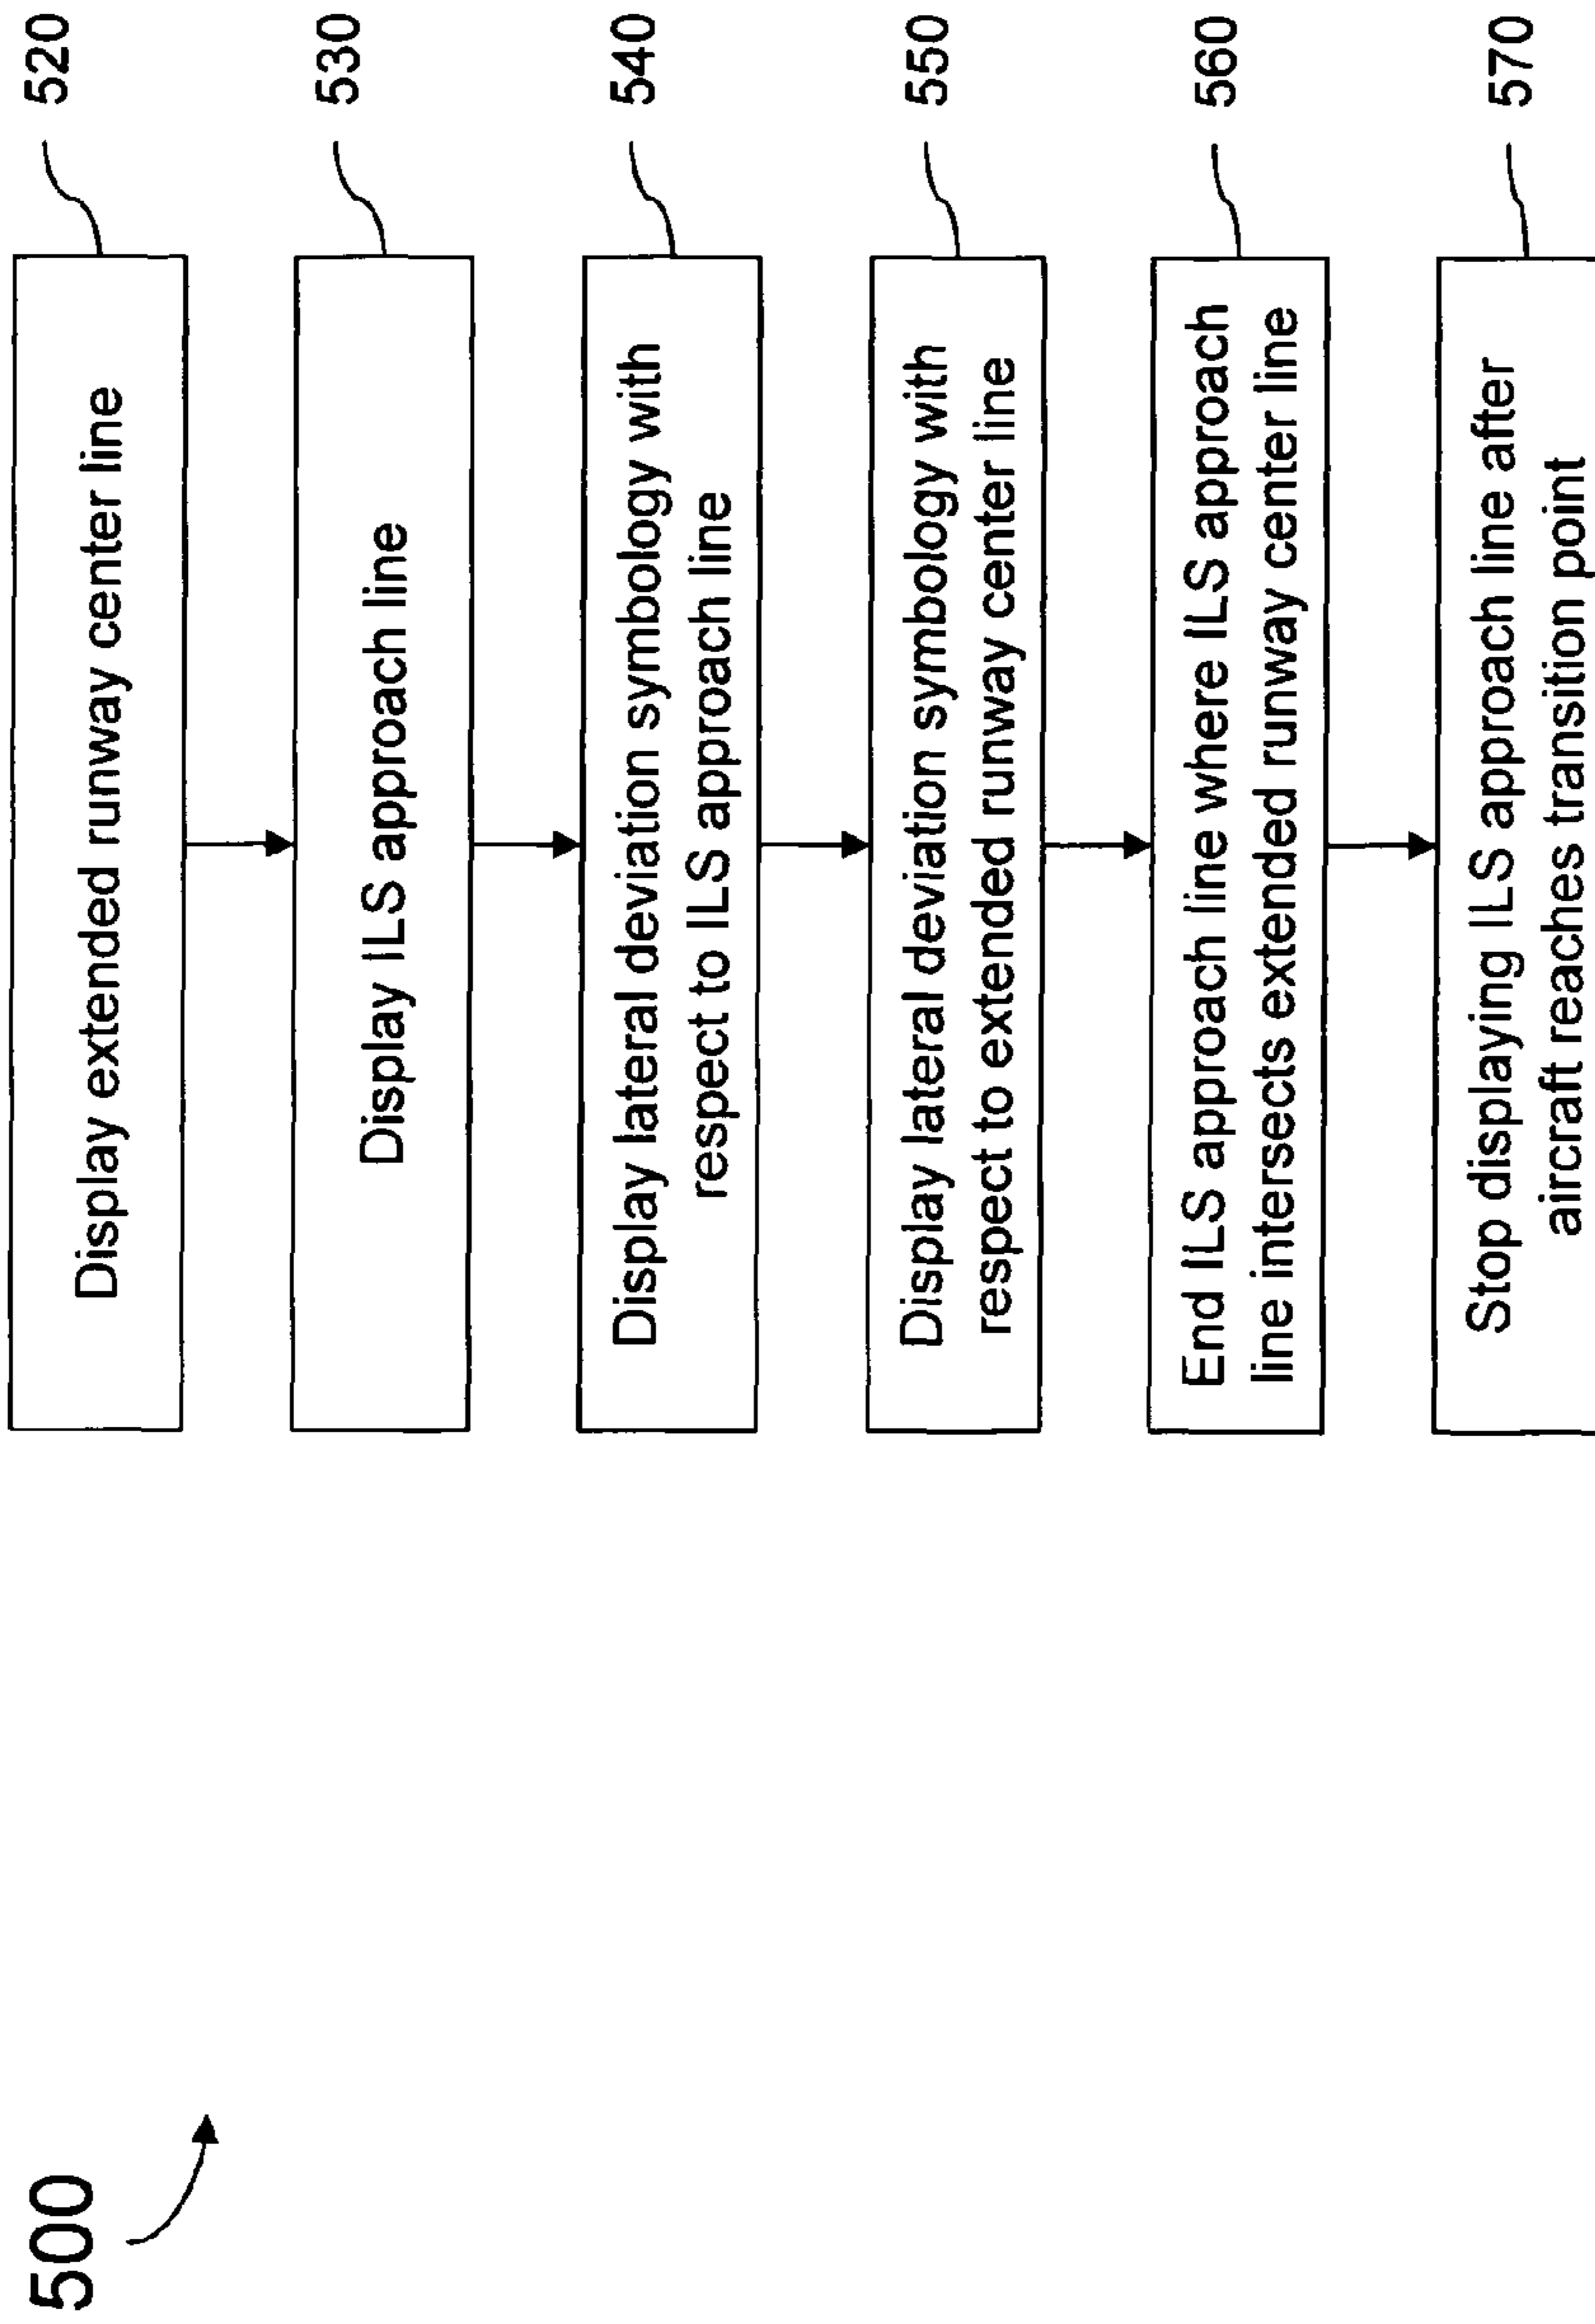 500
Display extended runway center line
520
Display ILS approach line
530
Display lateral deviation symbology with
respect to ILS approach line
540
Display lateral deviation symbology with
respect to extended runway center line
550
End ILS approach line where ILS approach
line intersects extended runway center line
560
Stop displaying ILS approach line after
aircraft reaches transition point
570